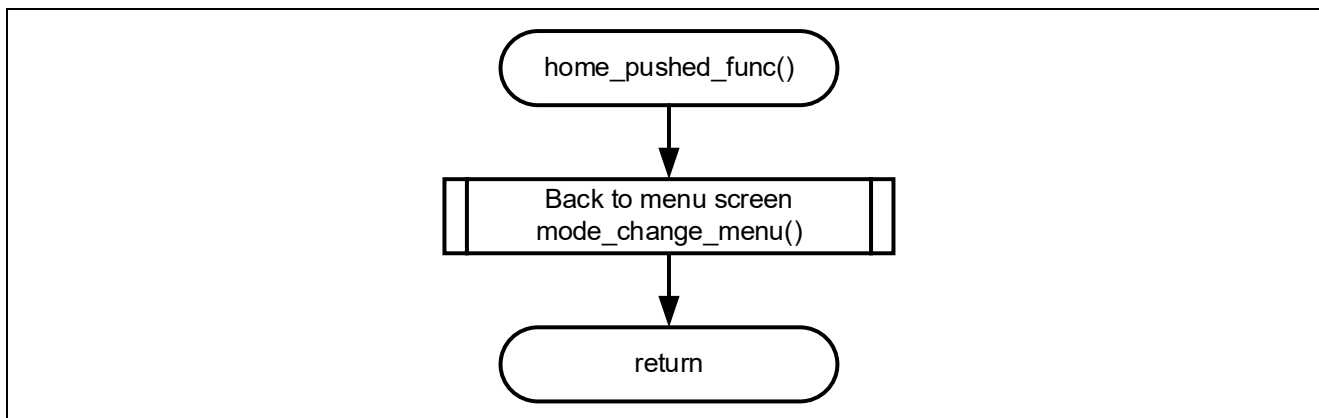 home_pushed_func()
Back to menu screen
mode_change_menu()
return